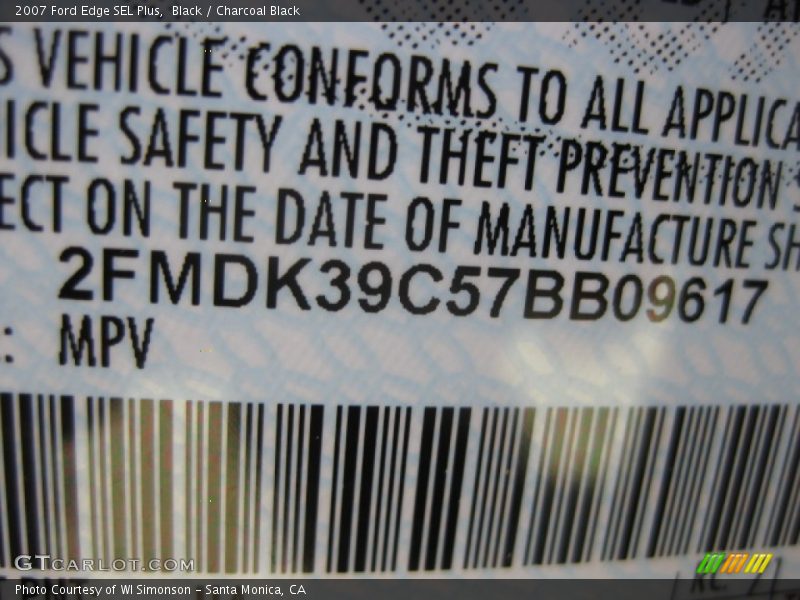 2007 Ford Edge SEL Plus, Black / Charcoal Black
S VEHICLE CONFORMS TO ALL APPLICA
ICLE SAFETY AND THEFT PREVENTION S
ECT ON THE DATE OF MANUFACTURE SH
2FMDK39C57BB09617
: MPV
GTCARLOT.COM
Photo Courtesy of WI Simonson - Santa Monica, CA